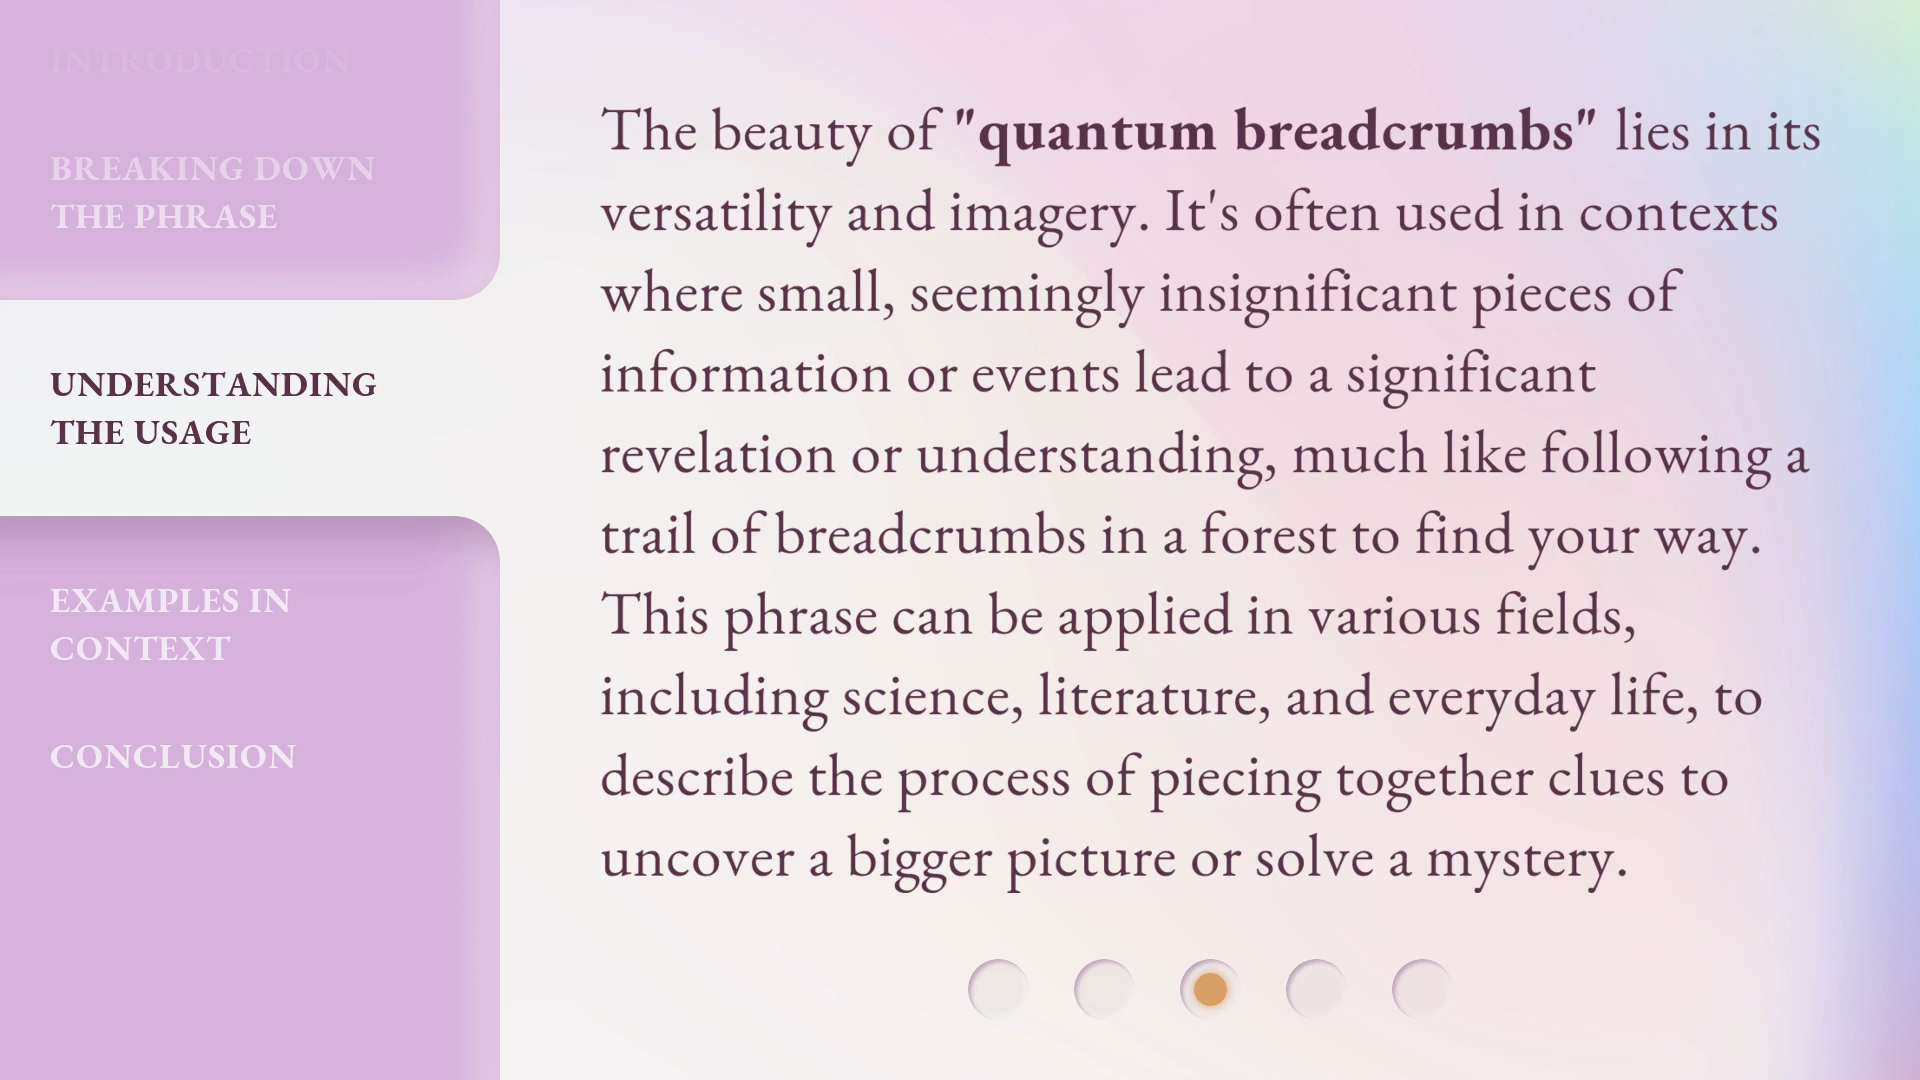 INTRODUCTION
BREAKING DOWN
THE PHRASE
UNDERSTANDING
THE USAGE
EXAMPLES IN
CONTEXT
CONCLUSION
The beauty of "quantum breadcrumbs" lies in its
versatility and imagery. It's often used in contexts
where small, seemingly insignificant pieces of
information or events lead to a significant
revelation or understanding, much like following a
trail of breadcrumbs in a forest to find your way.
This phrase can be applied in various fields,
including science, literature, and everyday life, to
describe the process of piecing together clues to
uncover a bigger picture or solve a mystery.